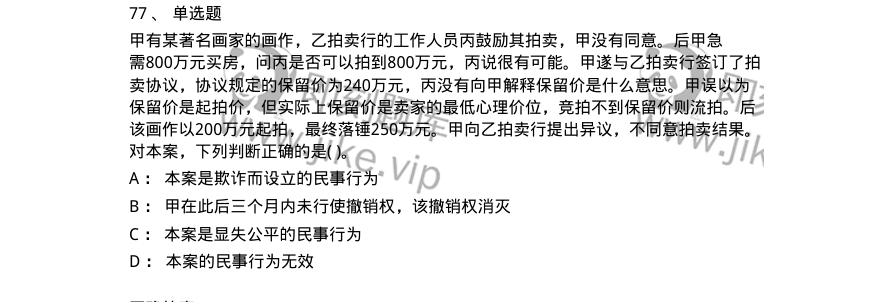 77 、 单选题
甲有某著名画家的画作，乙拍卖行的工作人员丙鼓励其拍卖，甲没有同意。后甲急
需800万元买房，问丙是否可以拍到800万元，丙说很有可能。甲遂与乙拍卖行签订了拍
卖协议，协议规定的保留价为240万元，丙没有向甲解释保留价是什么意思。甲误以为
保留价是起拍价，但实际上保留价是卖家的最低心理价位，竞拍不到保留价则流拍。后
该画作以200万元起拍，最终落锤250万元。甲向乙拍卖行提出异议，不同意拍卖结果。
对本案，下列判断正确的是( )。
A ： 本案是欺诈而设立的民事行为
B ： 甲在此后三个月内未行使撤销权，该撤销权消灭
C ： 本案是显失公平的民事行为
D ： 本案的民事行为无效
即刻题库
www.jike.vip
即刻
www.jik